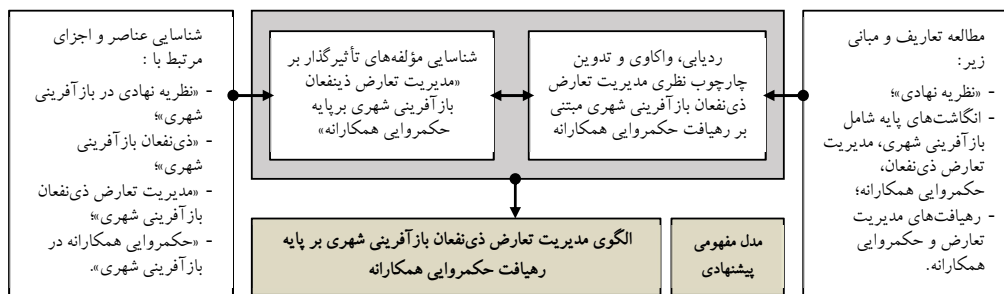 مطالعه تعاریف و مبانی
زیر:
- «نظریه نهادی»؛
- انگاشت‌های پایه شامل
بازآفرینی شهری، مدیریت
تعارض ذی‌نفعان،
حکمروایی همکارانه؛
- رهیافت‌های مدیریت
تعارض و حکمروایی
همکارانه.
ردیابی، واکاوی و تدوین
چارچوب نظری مدیریت تعارض
ذی‌نفعان بازآفرینی شهری مبتنی
بر رهیافت حکمروایی همکارانه
شناسایی مؤلفه‌های تأثیرگذار بر
«مدیریت تعارض ذینفعان
بازآفرینی شهری برپایه
حکمروایی همکارانه»
شناسایی عناصر و اجزای
مرتبط با :
- «نظریه نهادی در بازآفرینی
شهری»؛
- «ذی‌نفعان بازآفرینی
شهری»؛
- «مدیریت تعارض ذی‌نفعان
بازآفرینی شهری»؛
- «حکمروایی همکارانه در
بازآفرینی شهری».
مدل مفهومی
پیشنهادی
الگوی مدیریت تعارض ذی‌نفعان بازآفرینی شهری بر پایه
رهیافت حکمروایی همکارانه